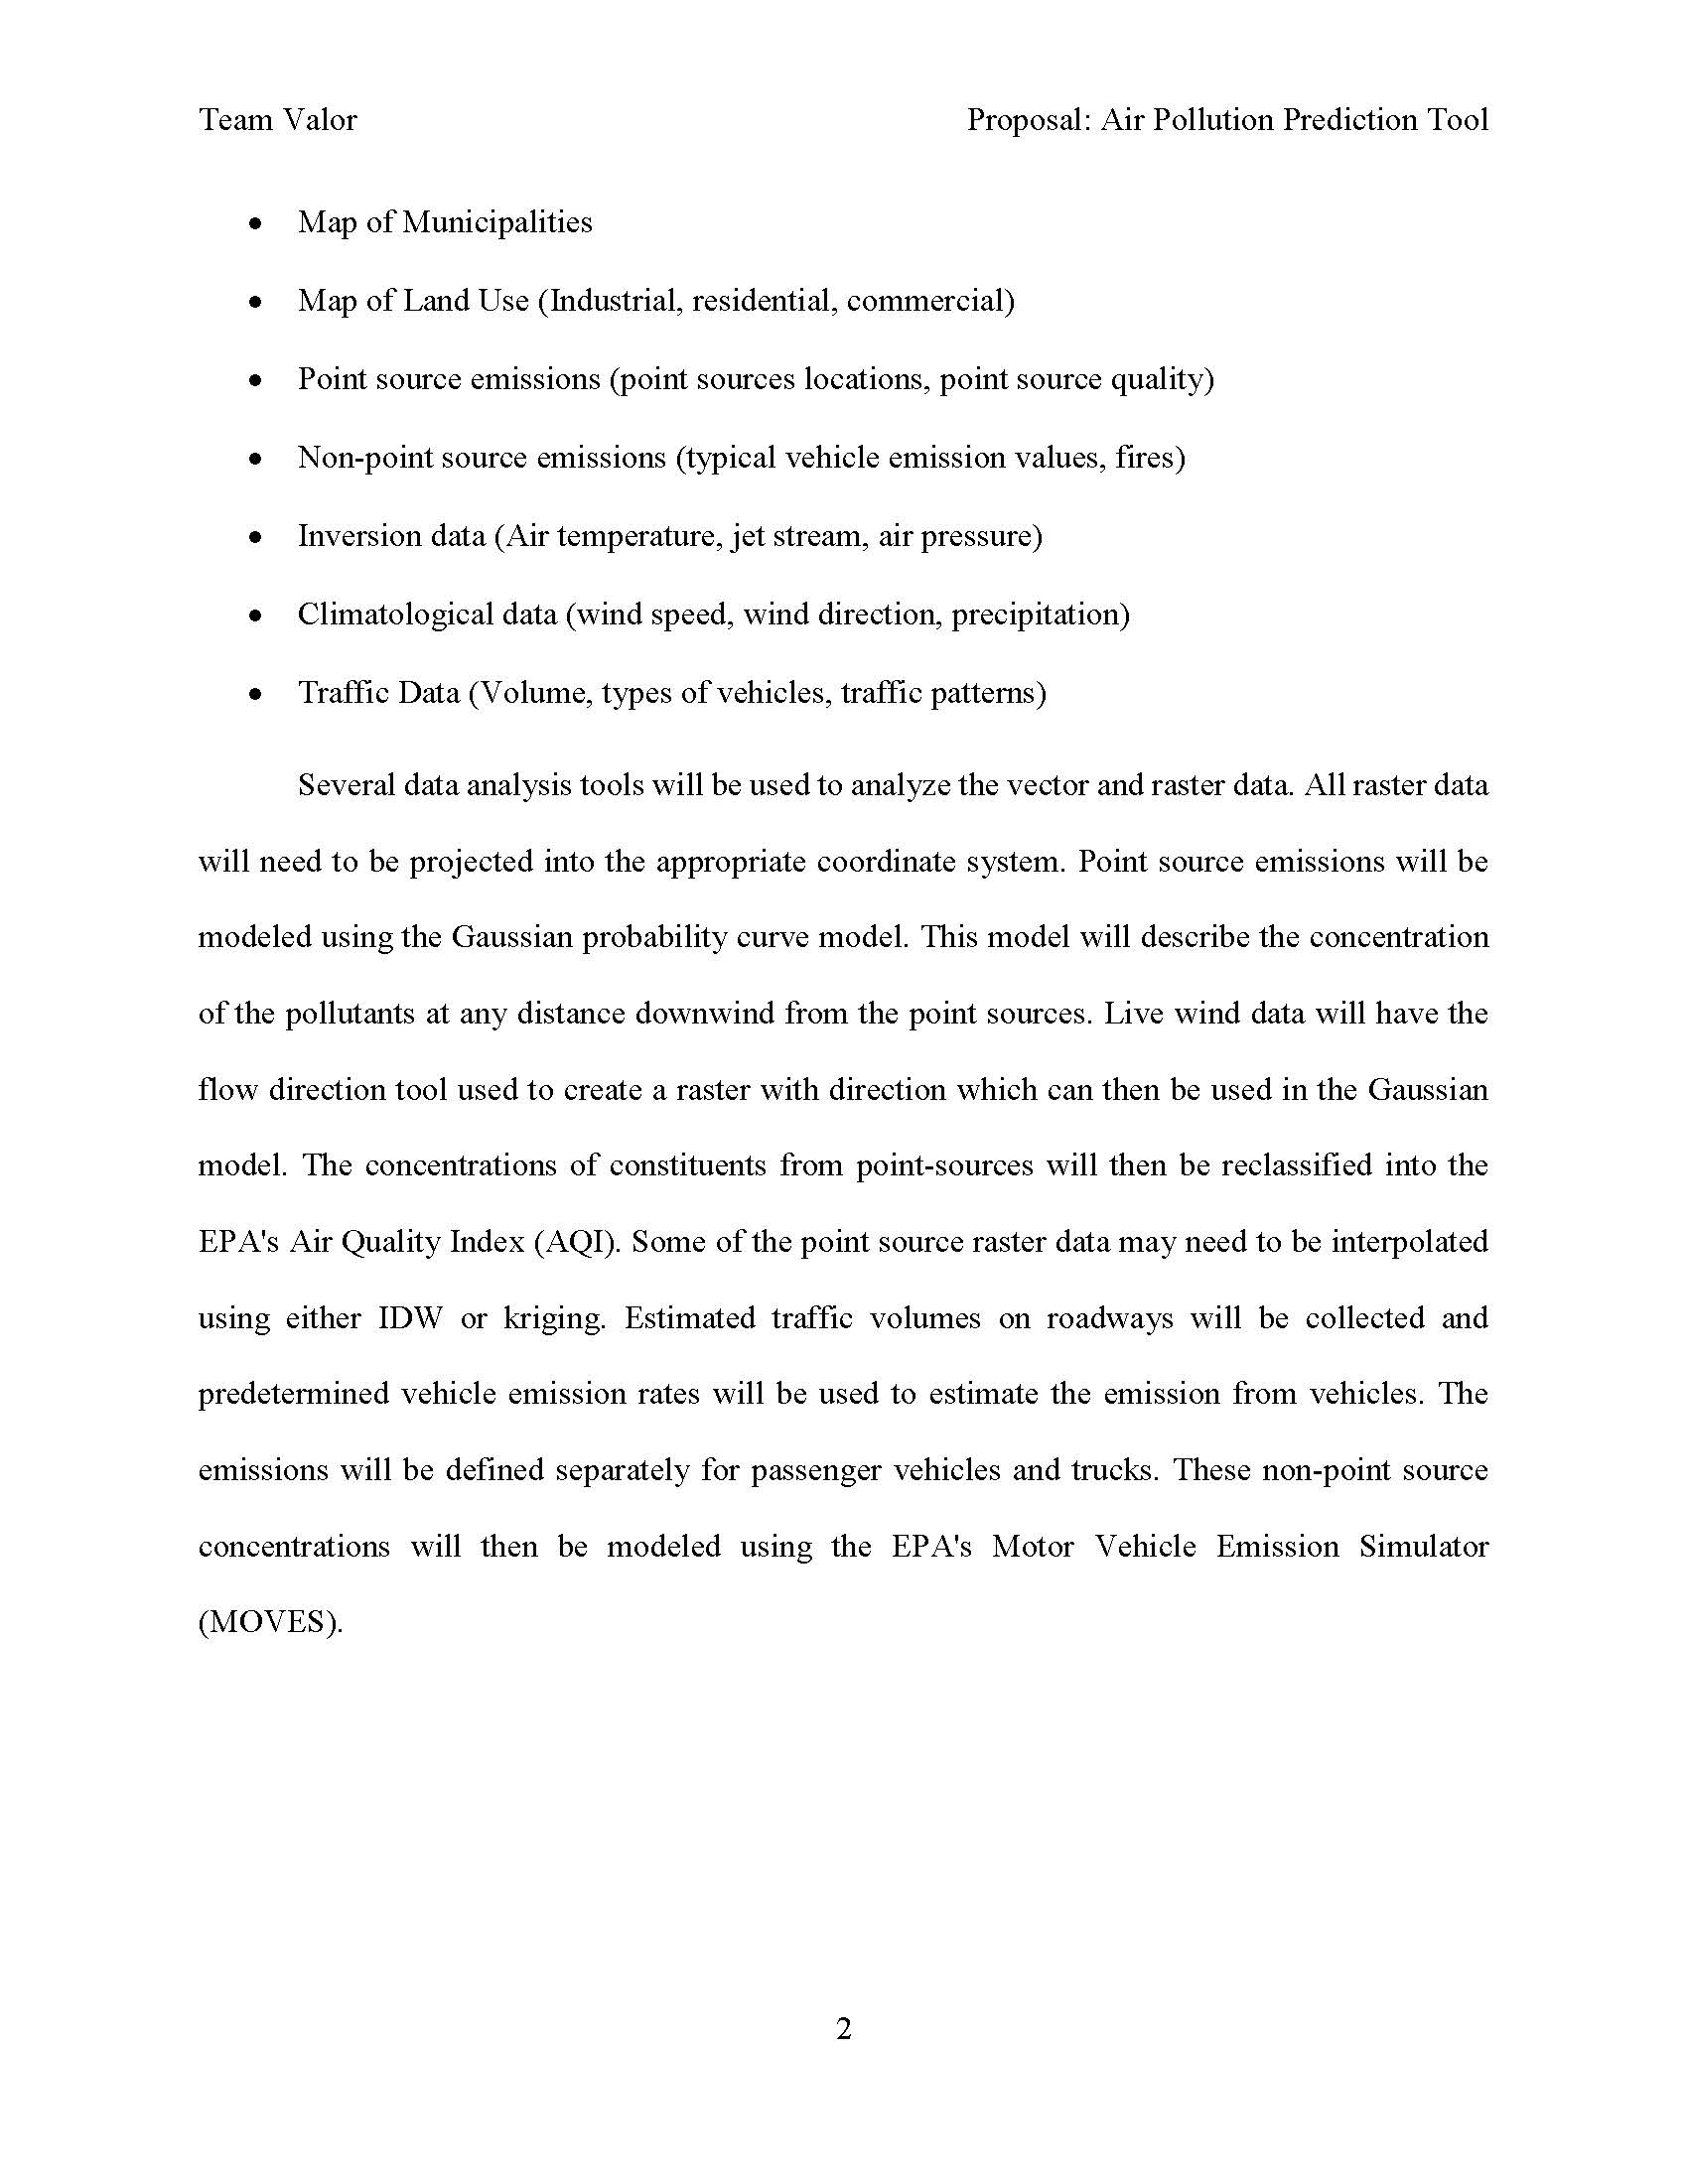 Team Valor Proposal: Air Pollution Prediction Tool
• Map of Municipalities
• Map of Land Use (Industrial, residential, commercial)
• Point source emissions (point sources locations, point source quality)
• Non-point source emissions (typical vehicle emission values, fires)
• Inversion data (Air temperature, jet stream, air pressure)
• Climatological data (wind speed, wind direction, precipitation)
• Traffic Data (Volume, types of vehicles, traffic patterns)
Several data analysis tools will be used to analyze the vector and raster data. All raster data
will need to be projected into the appropriate coordinate system. Point source emissions will be
modeled using the Gaussian probability curve model. This model will describe the concentration
of the pollutants at any distance downwind from the point sources. Live wind data will have the
flow direction tool used to create a raster with direction which can then be used in the Gaussian
model. The concentrations of constituents from point-sources will then be reclassified into the
EPA's Air Quality Index (AQI). Some of the point source raster data may need to be interpolated
using either IDW or kriging. Estimated traffic volumes on roadways will be collected and
predetermined vehicle emission rates will be used to estimate the emission from vehicles. The
emissions will be defined separately for passenger vehicles and trucks. These non-point source
concentrations will then be modeled using the EPA's Motor Vehicle Emission Simulator
(MOVES).
2